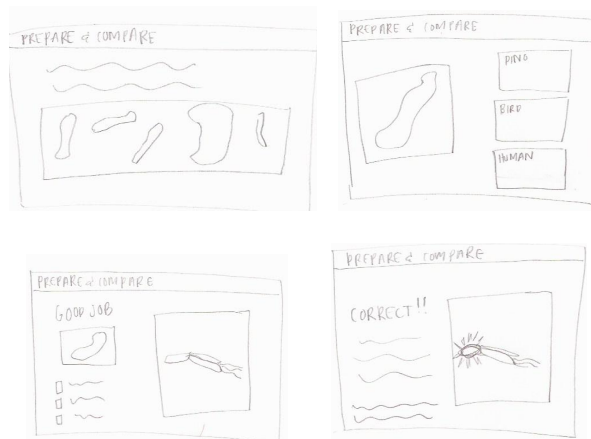 PREPARE & COMPARE
PREPARE & COMPARE
DINO
BIRD
HUMAN
PREPARE & COMPARE
GOOD JOB
PREPARE & COMPARE
CORRECT!!